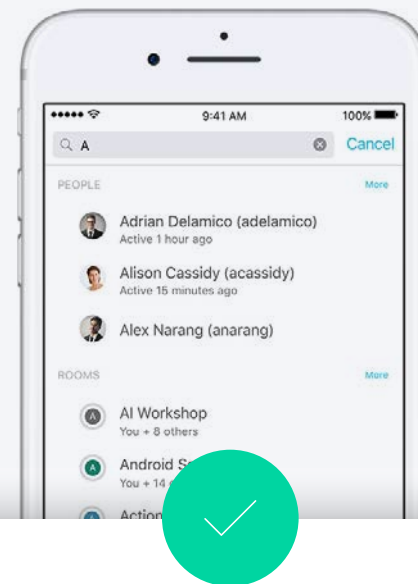 9:41 AM 100%
A Cancel
PEOPLE More
Adrian Delamico (adelamico)
Active 1 hour ago
Alison Cassidy (acassidy)
Active 15 minutes ago
Alex Narang (anarang)
ROOMS More
A
AI Workshop
You + 8 others
A
Android
You + 14